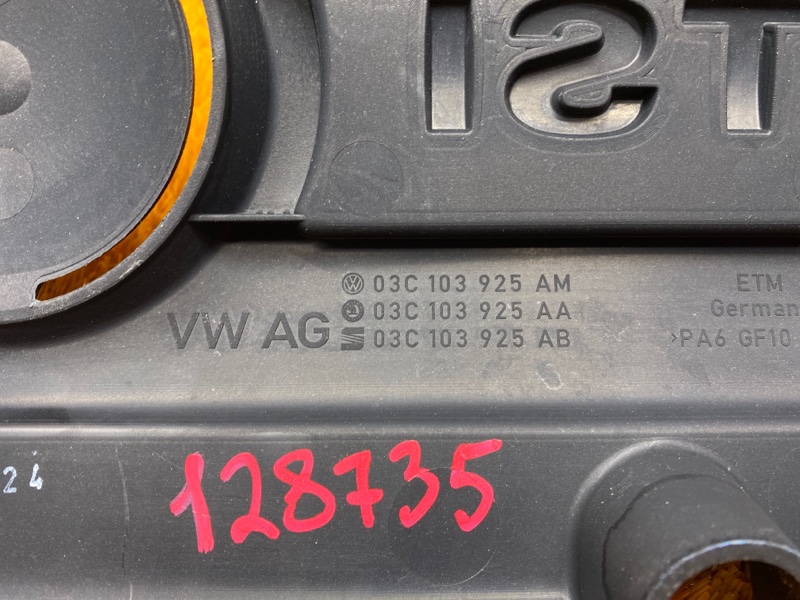 ISI
VW AG
03C 103 925 AM
03C 103 925 AA
03C 103 925 AB
ETM
German
>PA6 GF10
24
128735